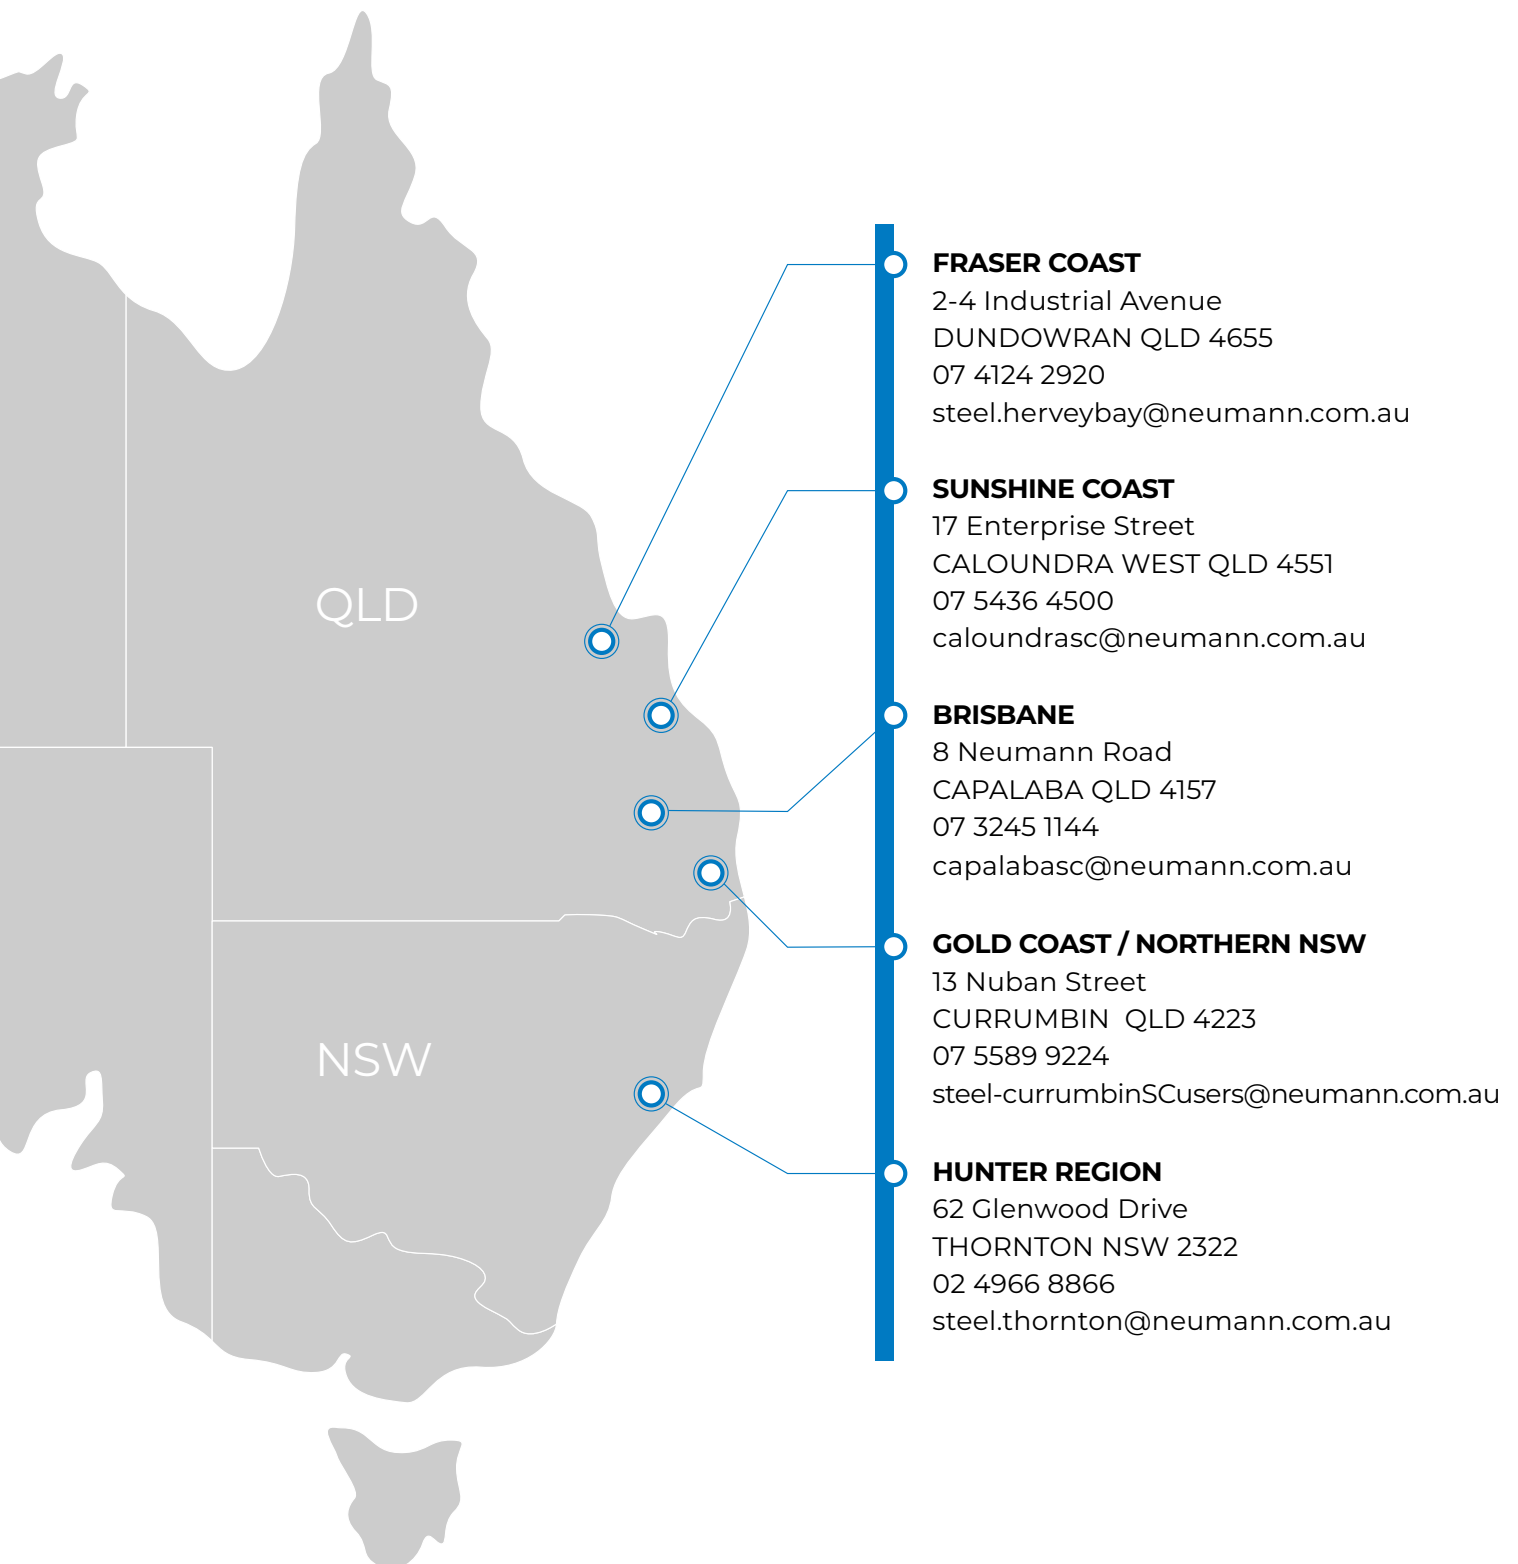 QLD
NSW
FRASER COAST
2-4 Industrial Avenue
DUNDOWRAN QLD 4655
07 4124 2920
steel.herveybay@neumann.com.au
SUNSHINE COAST
17 Enterprise Street
CALOUNDRA WEST QLD 4551
07 5436 4500
caloundrasc@neumann.com.au
BRISBANE
8 Neumann Road
CAPALABA QLD 4157
07 3245 1144
capalabasc@neumann.com.au
GOLD COAST / NORTHERN NSW
13 Nuban Street
CURRUMBIN  QLD 4223
07 5589 9224
steel-currumbinSCusers@neumann.com.au
HUNTER REGION
62 Glenwood Drive
THORNTON NSW 2322
02 4966 8866
steel.thornton@neumann.com.au